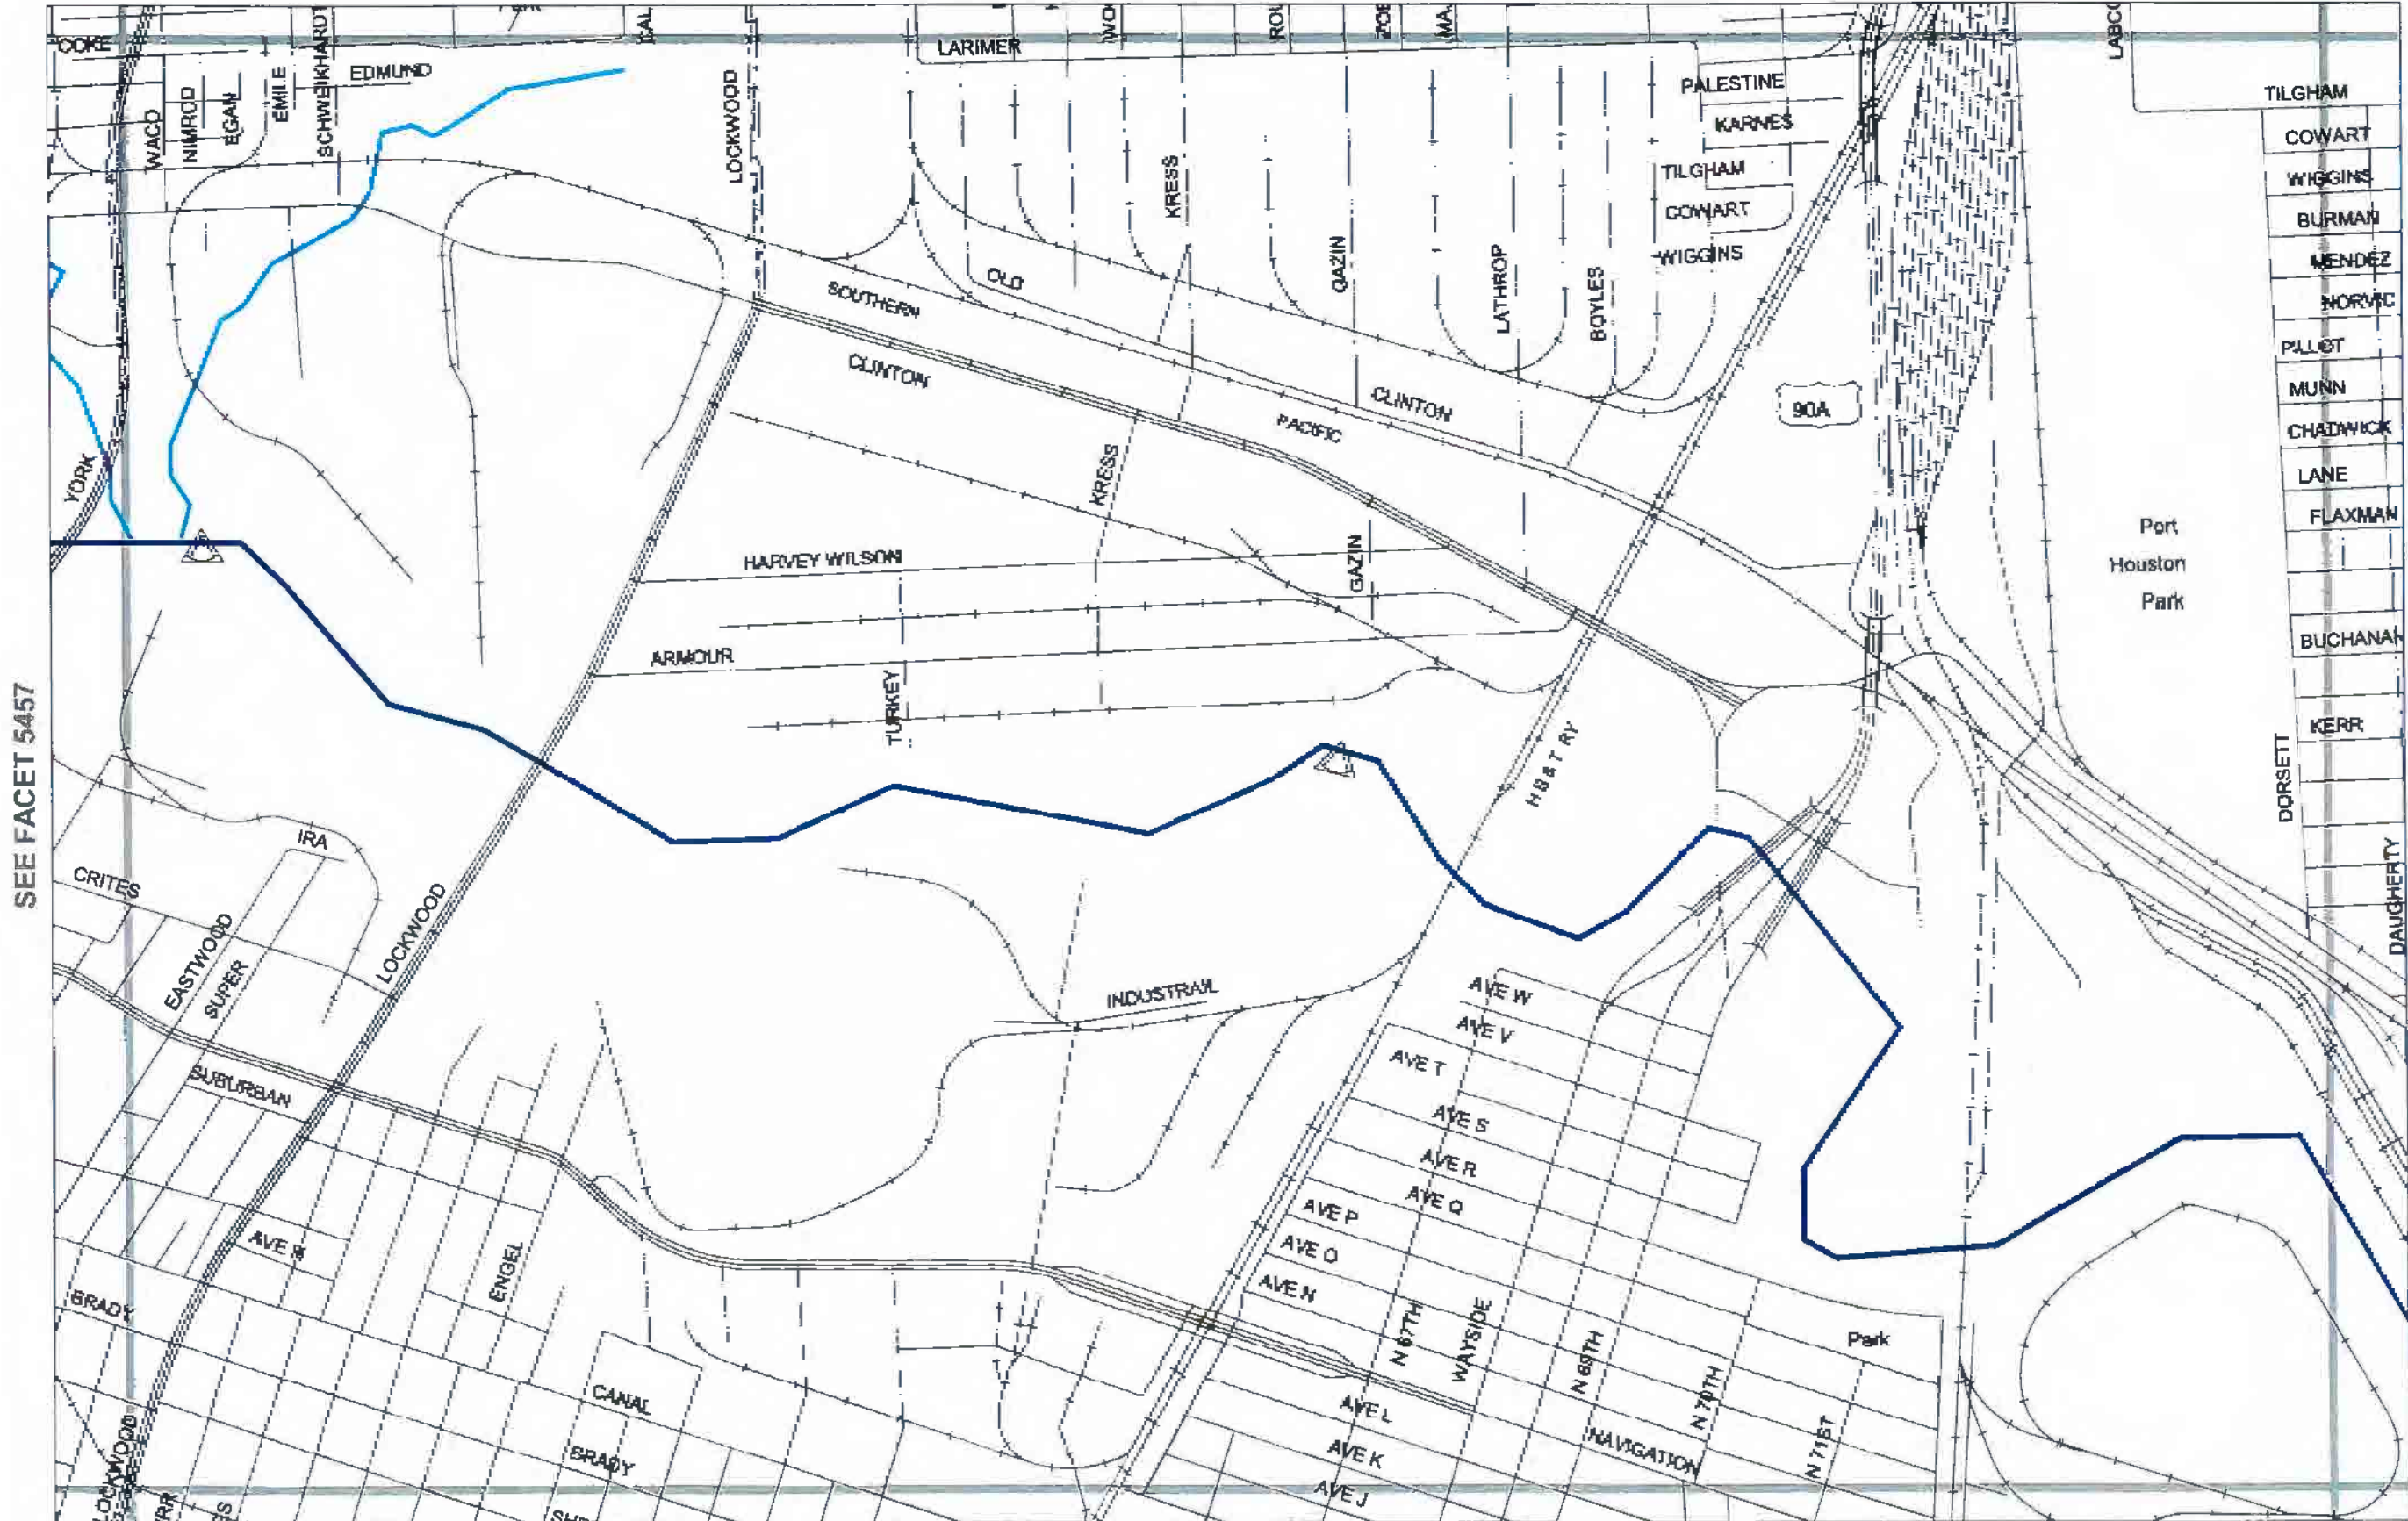 OOKE
LARIMER
EDMUND
WACO
NIMROD
EGAN
EMILE
SCHWEIKHARDT
LOCKWOOD
KRESS
GAZIN
LATHROP
BOYLES
PALESTINE
KARNES
TILGHAM
COWART
WIGGINS
LABCO
TILGHAM
COWART
WIGGINS
BURMAN
MENDEZ
NORVIC
PILLOT
MUNN
CHADWICK
LANE
FLAXMAN
BUCHANAN
KERR
DORSETT
DAUGHERTY
Port
Houston
Park
90A
OLD
CLINTON
SOUTHERN
PACIFIC
CLINTON
YORK
KRESS
GAZIN
HARVEY WILSON
ARMOUR
TURKEY
H B & T RY
SEE FACET 5457
IRA
CRITES
EASTWOOD
SUPER
LOCKWOOD
SUBURBAN
INDUSTRAIL
AVE W
AVE V
AVE T
AVE S
AVE R
AVE Q
AVE P
AVE O
AVE N
N 67TH
WAYSIDE
N 69TH
N 70TH
N 71ST
Park
ENGEL
BRADY
CANAL
BRADY
AVE L
AVE K
AVE J
NAVIGATION
LOCKWOOD